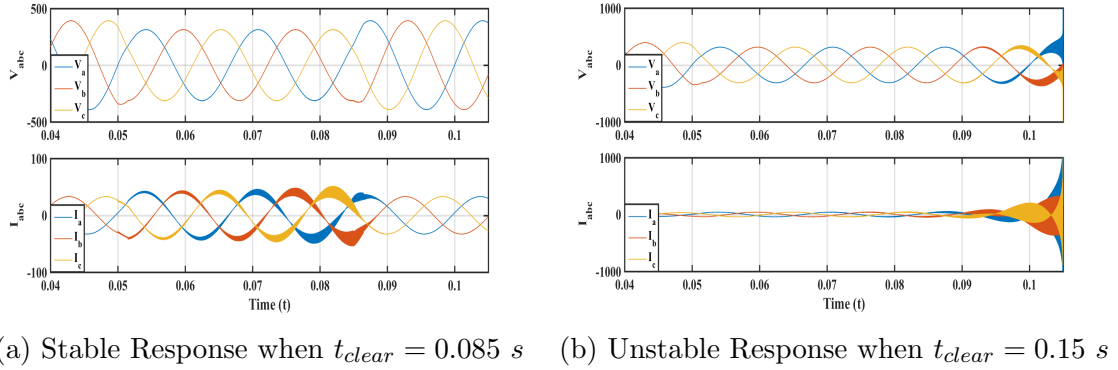 500
0
-500
V_abc
V_a
V_b
V_c
0.04 0.05 0.06 0.07 0.08 0.09 0.1
100
0
-100
I_abc
I_a
I_b
I_c
0.04 0.05 0.06 0.07 0.08 0.09 0.1
Time (t)
1000
0
-1000
V_abc
V_a
V_b
V_c
0.04 0.05 0.06 0.07 0.08 0.09 0.1
1000
0
-1000
I_abc
I_a
I_b
I_c
0.04 0.05 0.06 0.07 0.08 0.09 0.1
Time (t)
a) Stable Response when t_clear = 0.085 s
(b) Unstable Response when t_clear = 0.15 s